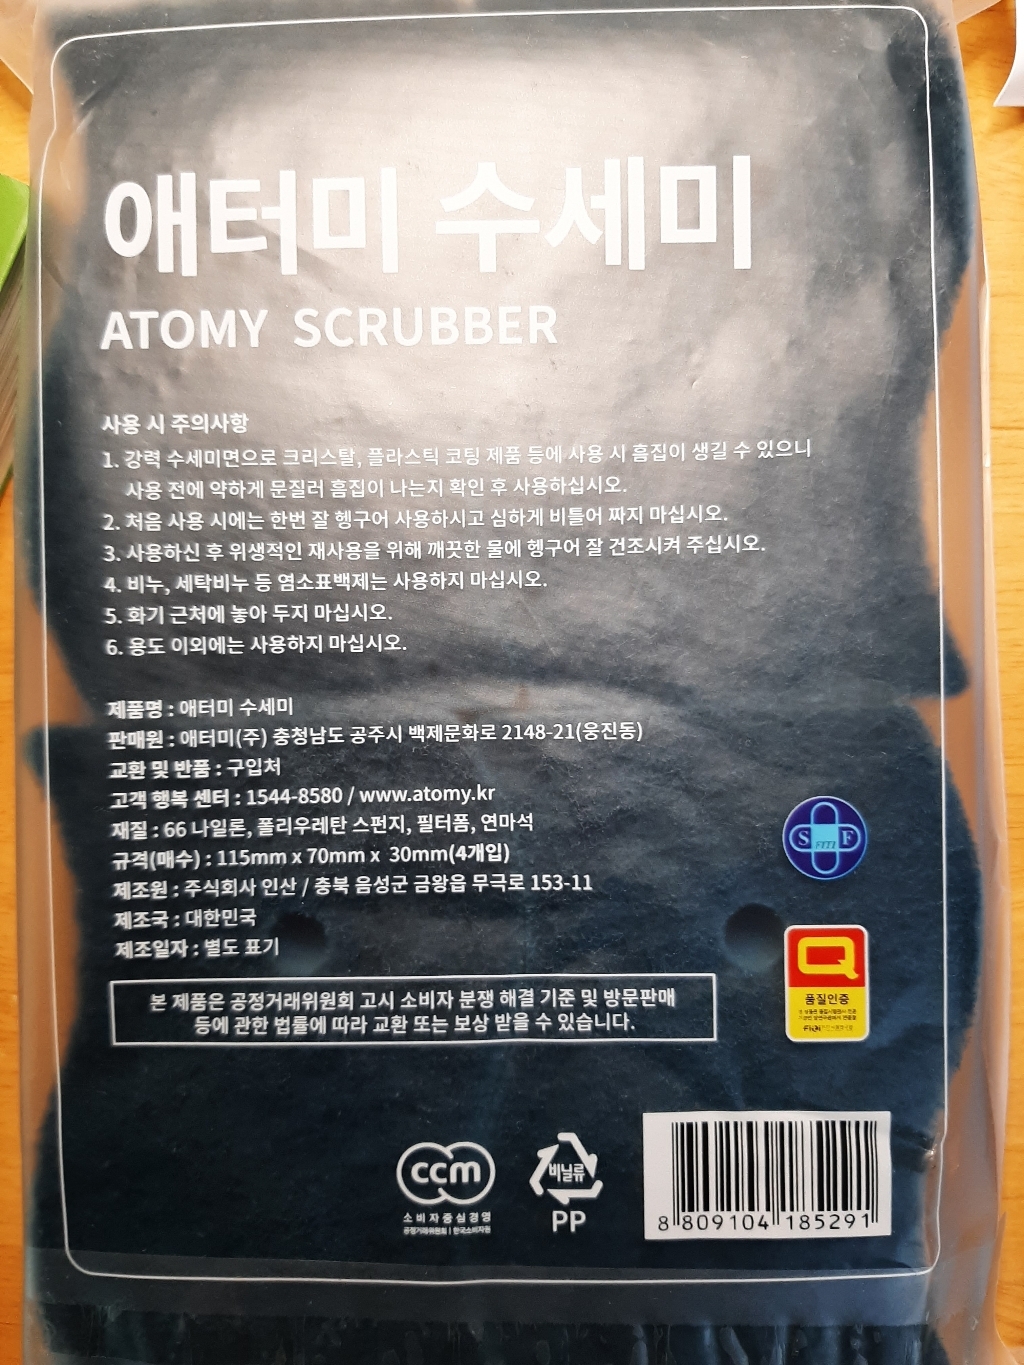 애터미 수세미
ATOMY SCRUBBER
사용 시 주의사항
1. 강력 수세미면으로 크리스탈, 플라스틱 코팅 제품 등에 사용 시 흠집이 생길 수 있으니
사용 전에 약하게 문질러 흠집이 나는지 확인 후 사용하십시오.
2. 처음 사용 시에는 한번 잘 헹구어 사용하시고 심하게 비틀어 짜지 마십시오.
3. 사용하신 후 위생적인 재사용을 위해 깨끗한 물에 헹구어 잘 건조시켜 주십시오.
4. 비누, 세탁비누 등 염소표백제는 사용하지 마십시오.
5. 화기 근처에 놓아 두지 마십시오.
6. 용도 이외에는 사용하지 마십시오.
제품명 : 애터미 수세미
판매원 : 애터미(주) 충청남도 공주시 백제문화로 2148-21(웅진동)
교환 및 반품 : 구입처
고객 행복 센터 : 1544-8580 / www.atomy.kr
재질 : 66 나일론, 폴리우레탄 스펀지, 필터폼, 연마석
규격(매수) : 115mm x 70mm x 30mm(4개입)
제조원 : 주식회사 인산 / 충북 음성군 금왕읍 무극로 153-11
제조국 : 대한민국
제조일자 : 별도 표기
S FITI F
Q
품질인증
본 제품은 공정거래위원회 고시 소비자 분쟁 해결 기준 및 방문판매
등에 관한 법률에 따라 교환 또는 보상 받을 수 있습니다.
ccm
소비자중심경영
공정거래위원회 | 한국소비자원
비닐류
PP
8 809104 185291